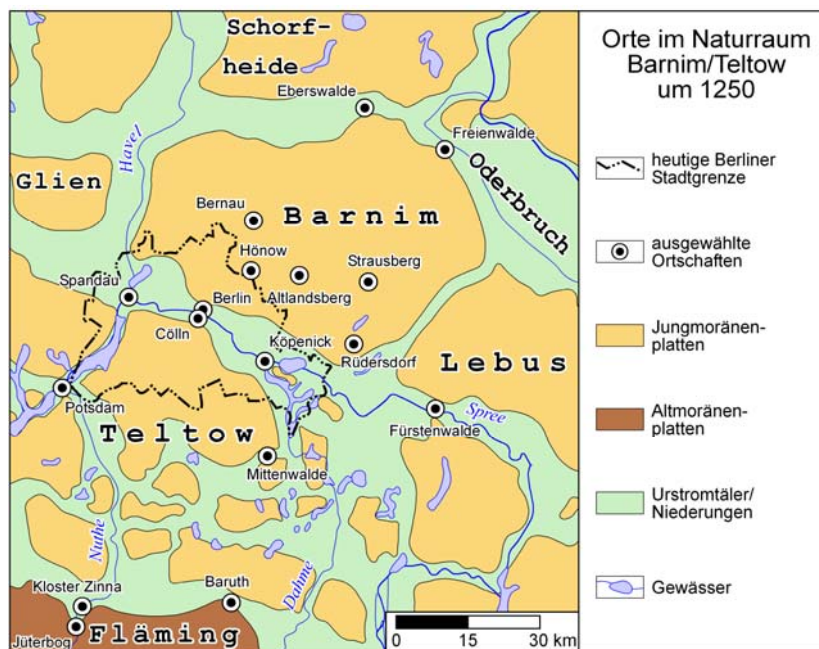 Schorf-
heide
Eberswalde
Havel
Freienwalde
Glien
Oderbruch
Bernau
Barnim
Hönow
Strausberg
Spandau
Altlandsberg
Berlin
Cölln
Köpenick
Rüdersdorf
Lebus
Potsdam
Spree
Fürstenwalde
Teltow
Mittenwalde
Nuthe
Dahme
Kloster Zinna
Baruth
Jüterbog
Fläming
0 15 30 km
Orte im Naturraum
Barnim/Teltow
um 1250
heutige Berliner
Stadtgrenze
ausgewählte
Ortschaften
Jungmoränen-
platten
Altmoränen-
platten
Urstromtäler/
Niederungen
Gewässer